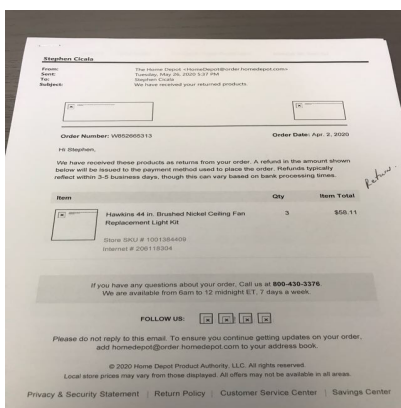 Stephen Cicala
From: The Home Depot <HomeDepot@order.homedepot.com>
Sent: Tuesday, May 26, 2020 5:37 PM
To: Stephen Cicala
Subject: We have received your returned products.
Order Number: W852865313 Order Date: Apr. 2, 2020
Hi Stephen,
We have received these products as returns from your order. A refund in the amount shown
below will be issued to the payment method used to place the order. Refunds typically
reflect within 3-5 business days, though this can vary based on bank processing times.
Return.
Item Qty Item Total
Hawkins 44 in. Brushed Nickel Ceiling Fan 3 $58.11
Replacement Light Kit
Store SKU # 1001384409
Internet # 206118304
If you have any questions about your order, Call us at 800-430-3376.
We are available from 6am to 12 midnight ET, 7 days a week.
FOLLOW US:
Please do not reply to this email. To ensure you continue getting updates on your order,
add homedepot@order.homedepot.com to your address book.
© 2020 Home Depot Product Authority, LLC. All rights reserved.
Local store prices may vary from those displayed. All offers may not be available in all areas.
Privacy & Security Statement | Return Policy | Customer Service Center | Savings Center